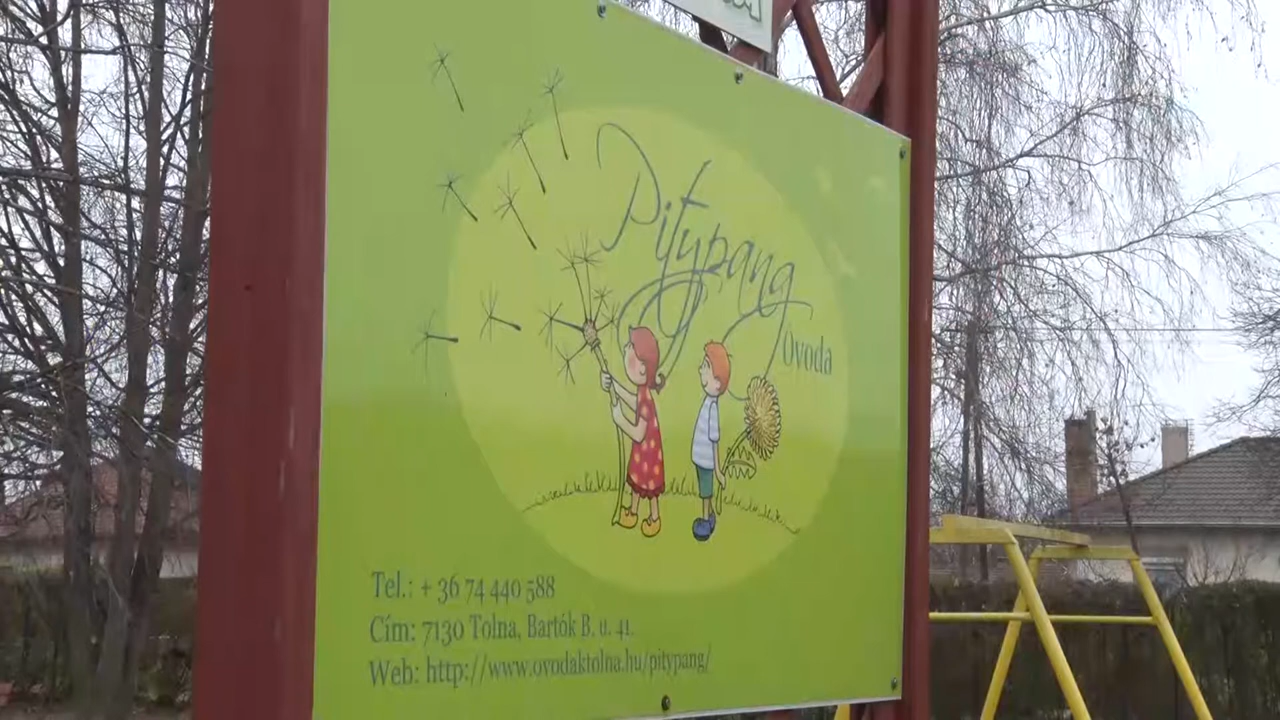 Pitypang
Óvoda
Tel.: + 36 74 440 588
Cím: 7130 Tolna, Bartók B. u. 41.
Web: http://www.ovodaktolna.hu/pitypang/